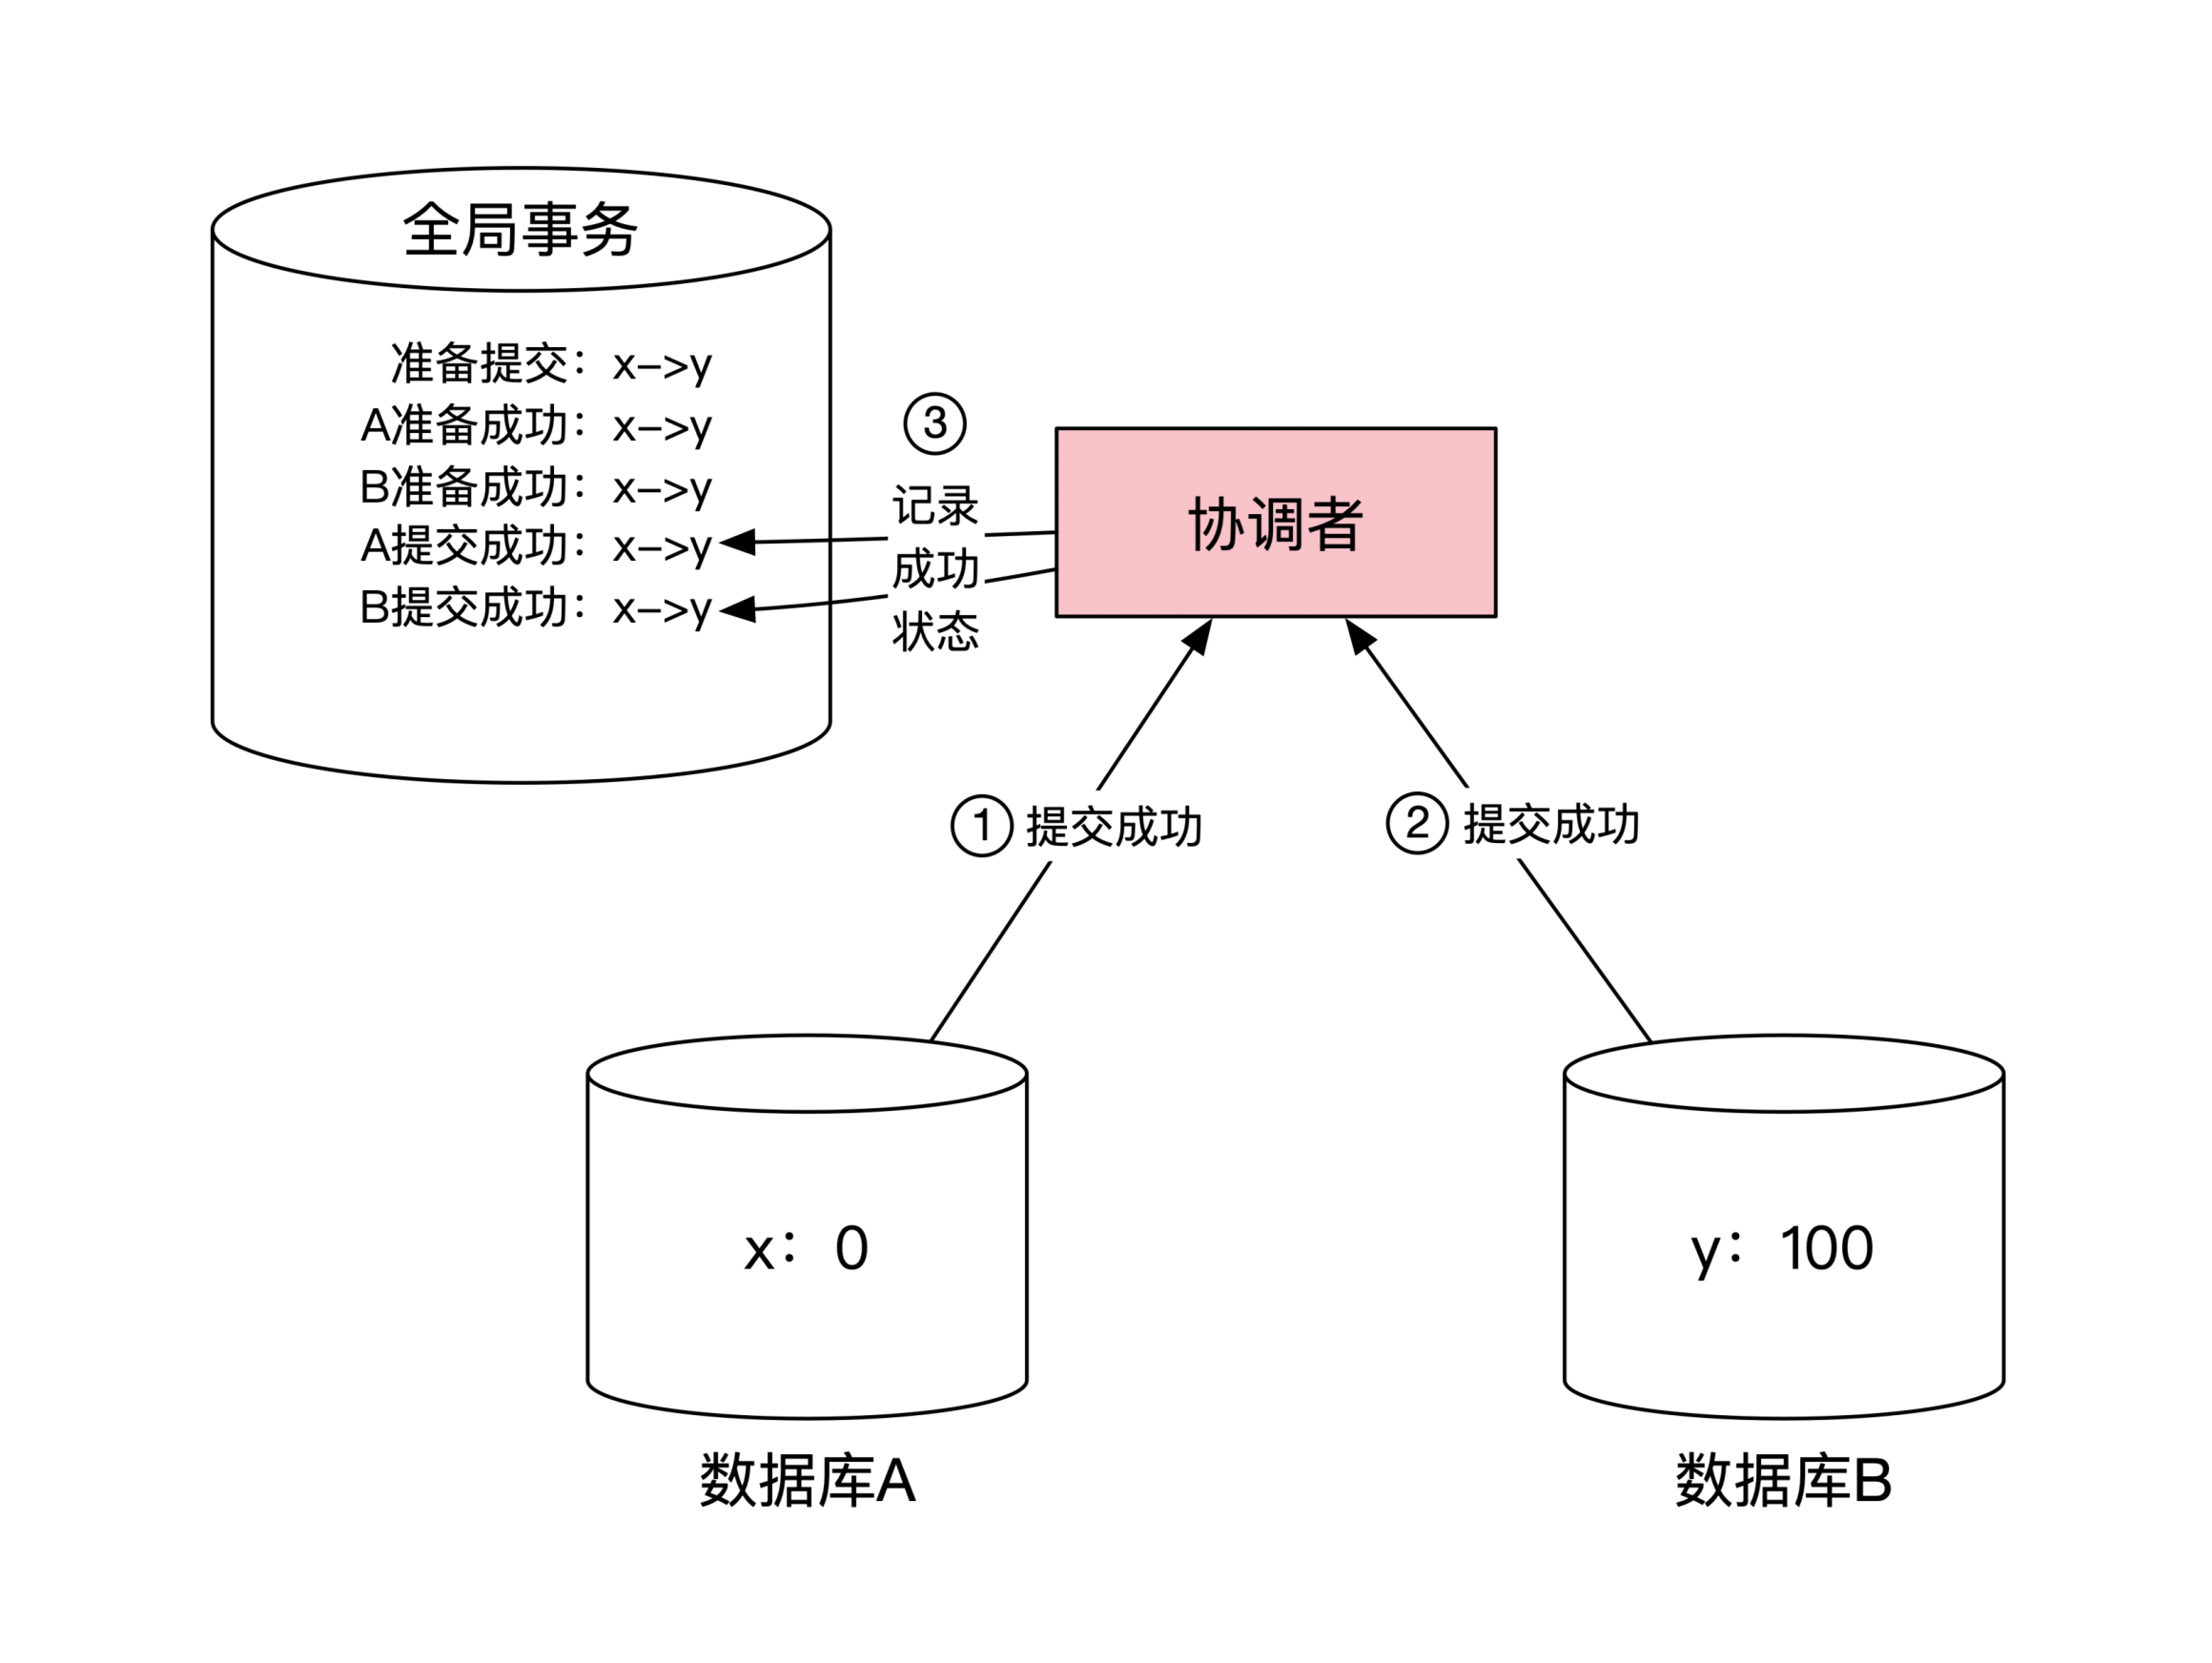 全局事务
准备提交：x—>y
A准备成功：x—>y
B准备成功：x—>y
A提交成功：x—>y
B提交成功：x—>y
③
记录
成功
状态
协调者
① 提交成功
② 提交成功
x：0
y：100
数据库A
数据库B